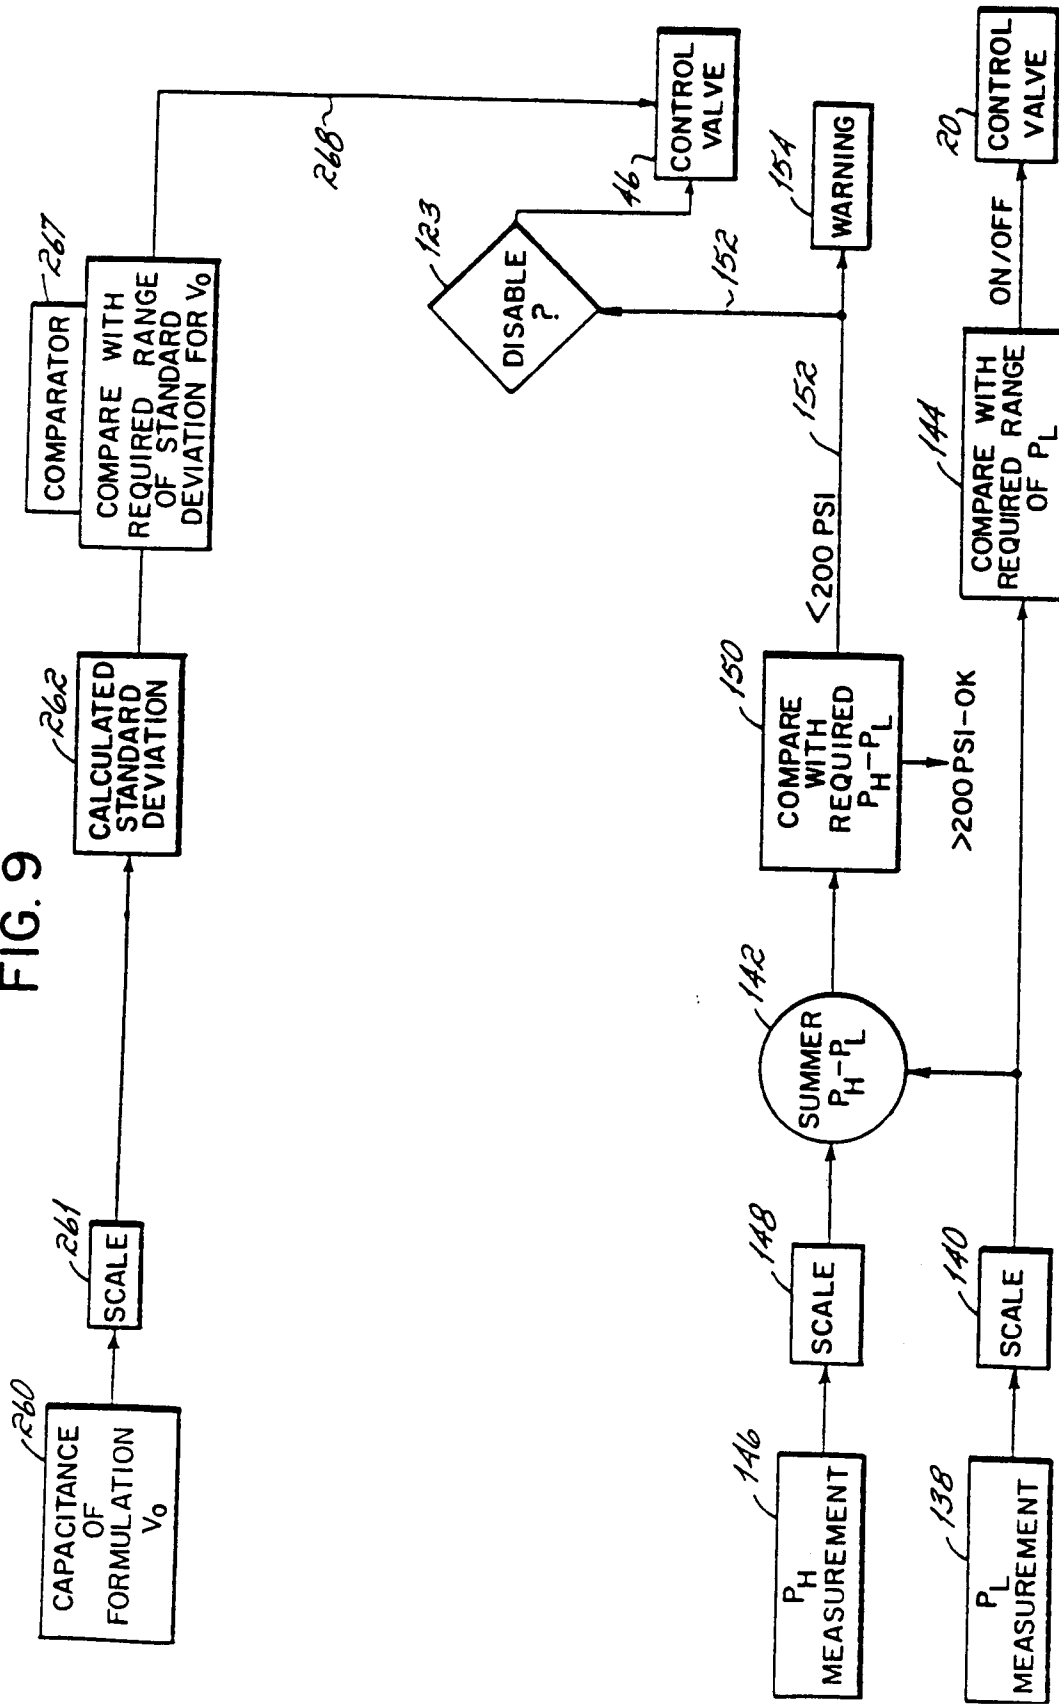 FIG. 9
260
CAPACITANCE
OF
FORMULATION
V0
261
SCALE
262
CALCULATED
STANDARD
DEVIATION
COMPARATOR
267
COMPARE WITH
REQUIRED RANGE
OF STANDARD
DEVIATION FOR V0
268
123
DISABLE
?
46
CONTROL
VALVE
146
PH
MEASUREMENT
148
SCALE
142
SUMMER
PH-PL
150
COMPARE
WITH
REQUIRED
PH-PL
>200PSI-OK
<200 PSI
152
152
154
WARNING
138
PL
MEASUREMENT
140
SCALE
144
COMPARE WITH
REQUIRED RANGE
OF PL
ON/OFF
20
CONTROL
VALVE